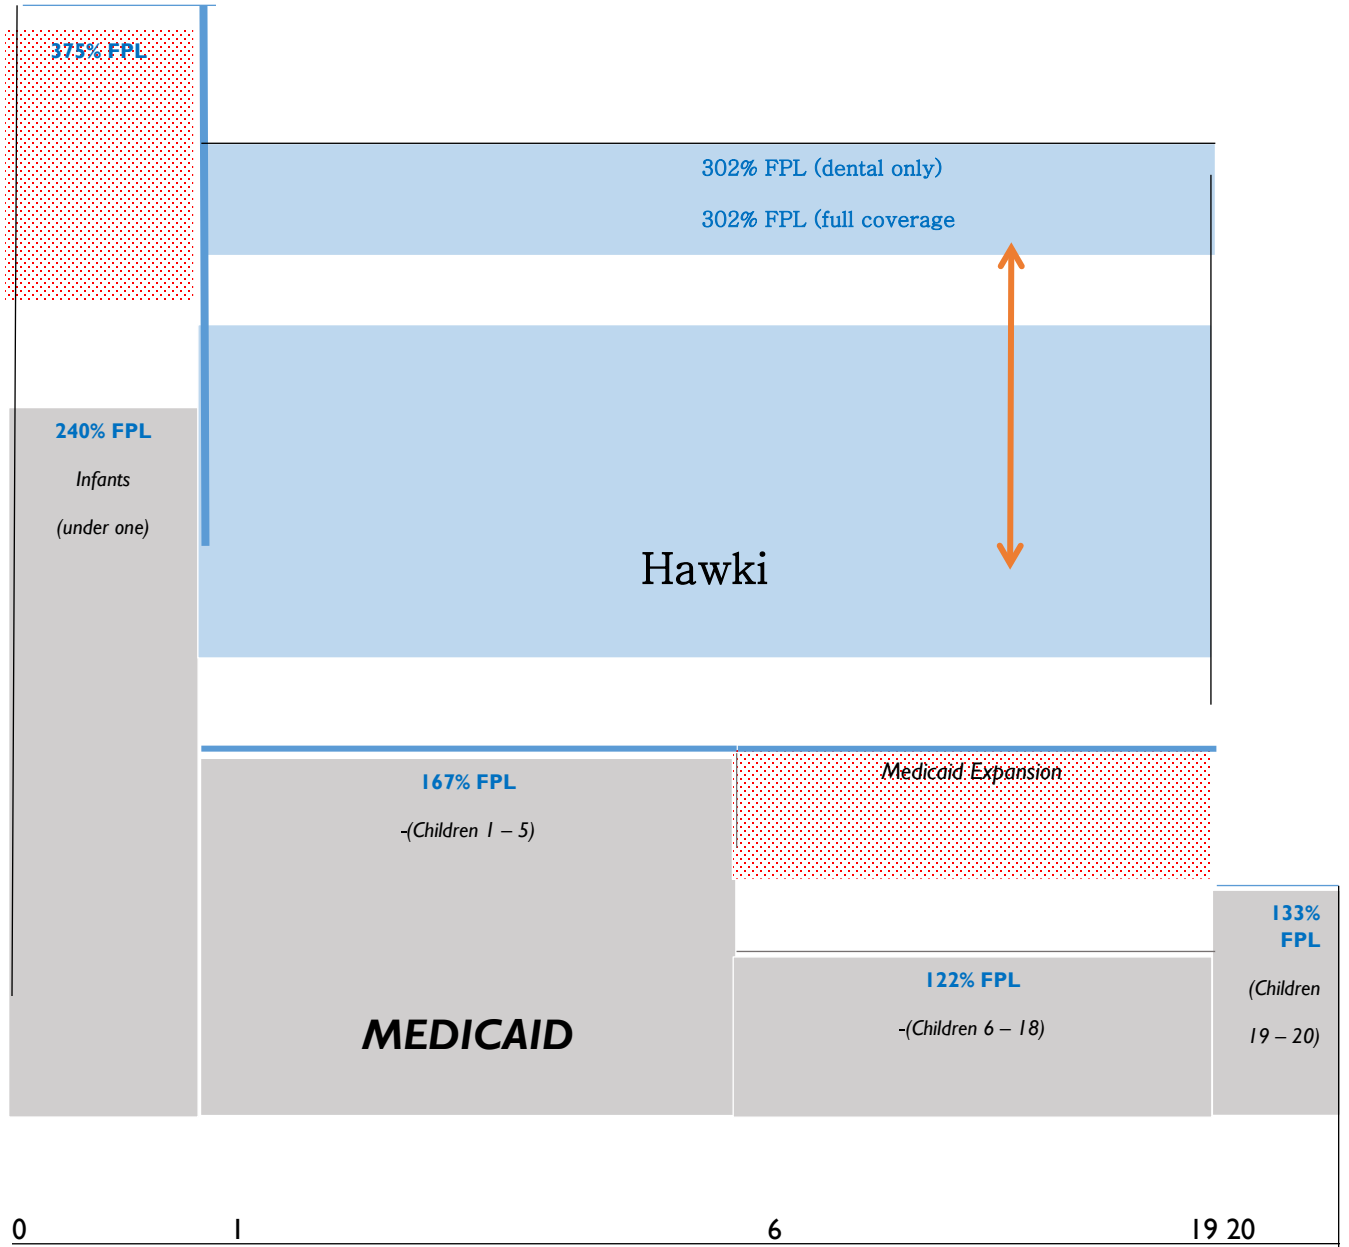 375% FPL
302% FPL (dental only)
302% FPL (full coverage
240% FPL
Infants
(under one)
Hawki
167% FPL
-(Children 1 – 5)
Medicaid Expansion
MEDICAID
122% FPL
-(Children 6 – 18)
133%
FPL
(Children
19 – 20)
0 1 6 19 20